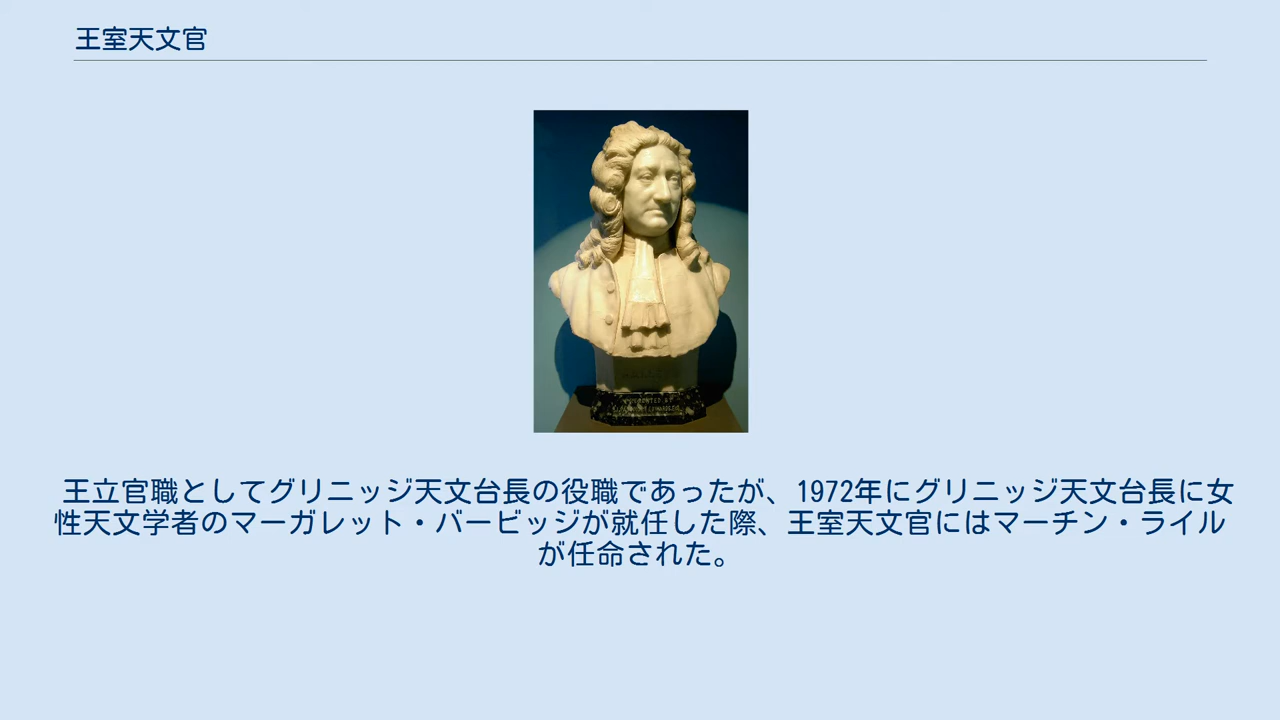 王室天文官
王立官職としてグリニッジ天文台長の役職であったが、1972年にグリニッジ天文台長に女
性天文学者のマーガレット・バービッジが就任した際、王室天文官にはマーチン・ライル
が任命された。